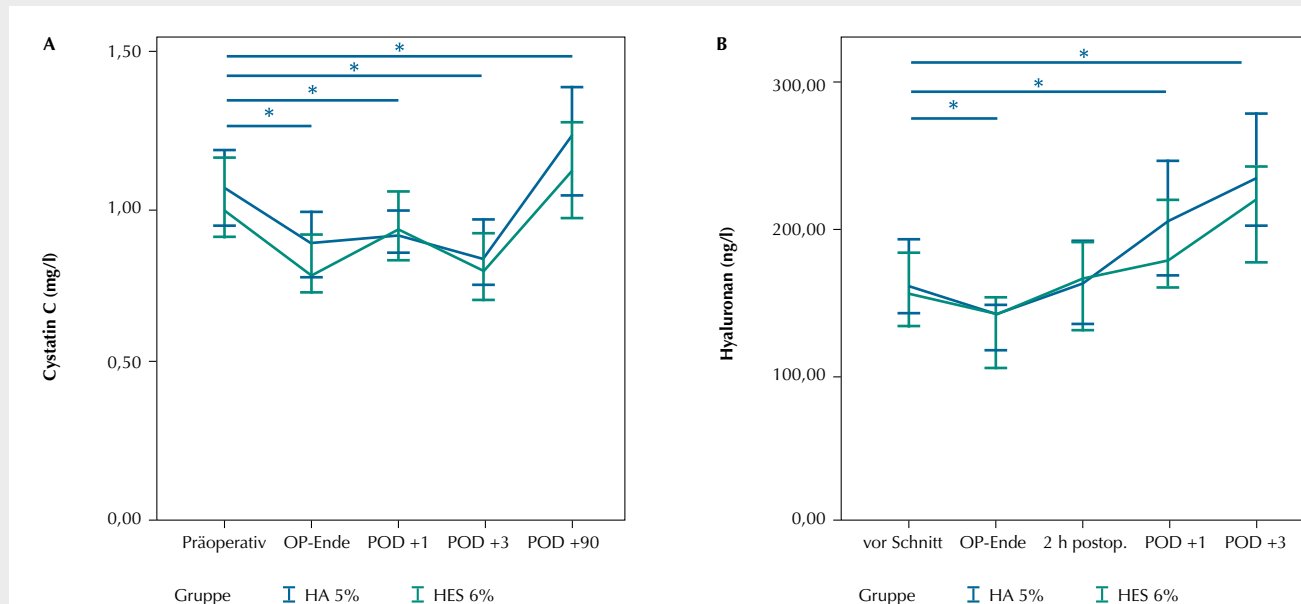 A
Cystatin C (mg/l)
1,50
1,00
0,50
0,00
*
*
*
*
Präoperativ OP-Ende POD +1 POD +3 POD +90
Gruppe HA 5% HES 6%
B
Hyaluronan (ng/l)
300,00
200,00
100,00
0,00
*
*
*
vor Schnitt OP-Ende 2 h postop. POD +1 POD +3
Gruppe HA 5% HES 6%